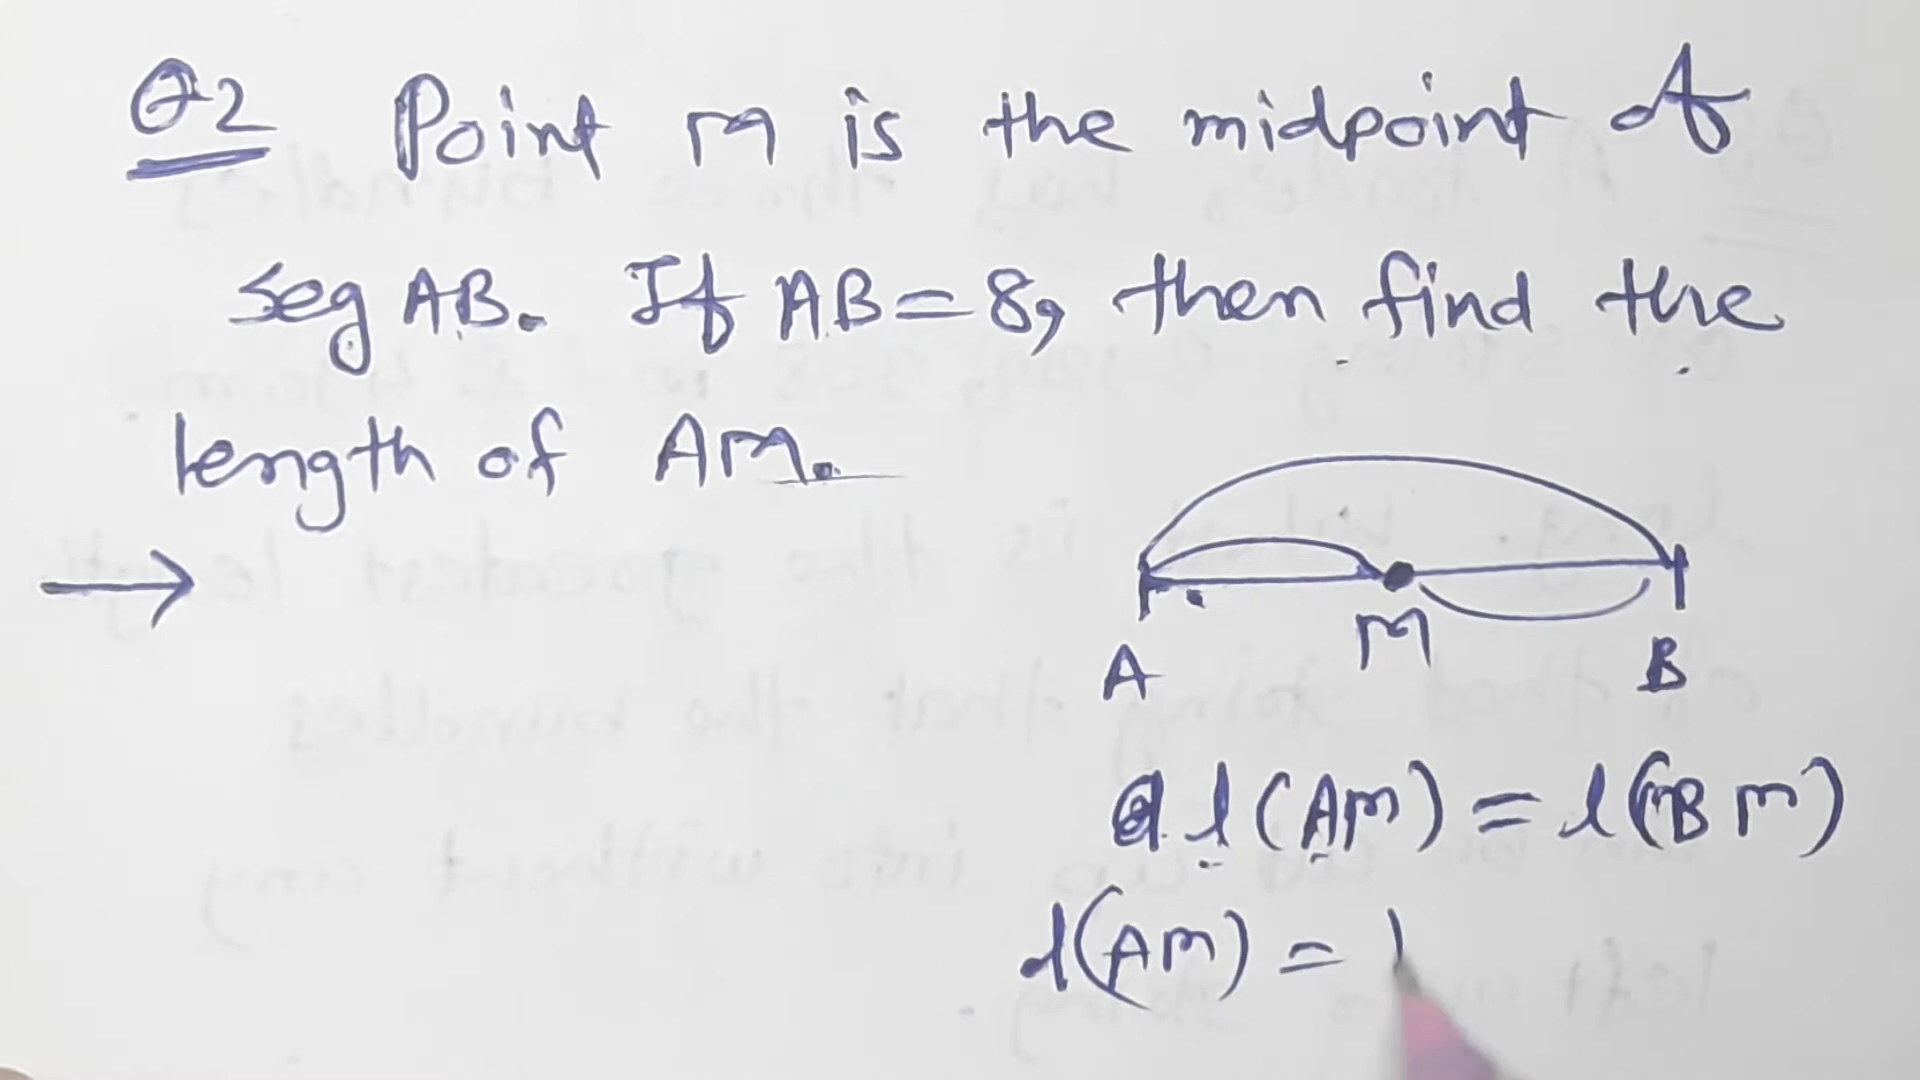 Q2 Point M is the midpoint of
seg AB. If AB=8, then find the
length of AM.
A M B
l(AM) = l(BM)
l(AM) =